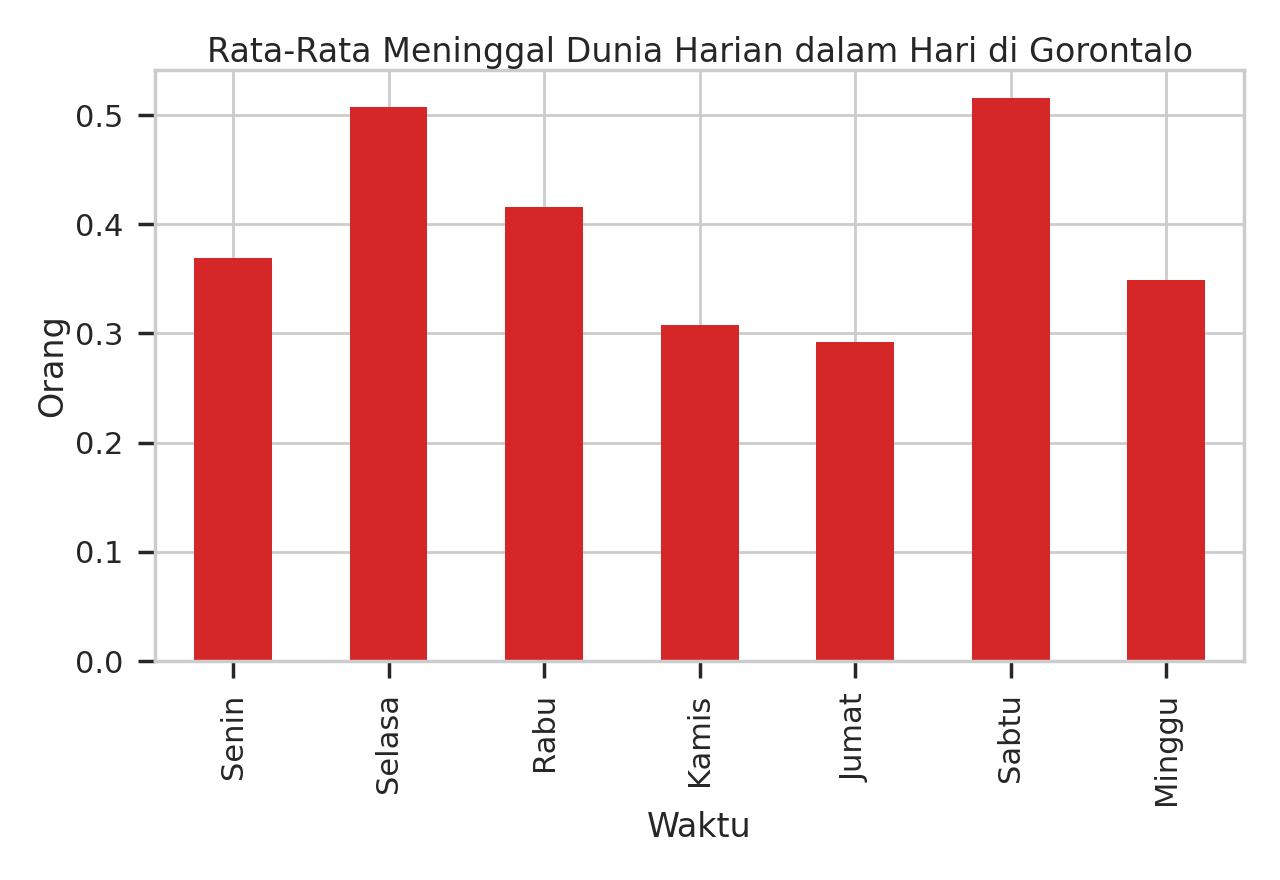 Rata-Rata Meninggal Dunia Harian dalam Hari di Gorontalo
0.5
0.4
0.3
0.2
0.1
0.0
Orang
Senin
Selasa
Rabu
Kamis
Jumat
Sabtu
Minggu
Waktu